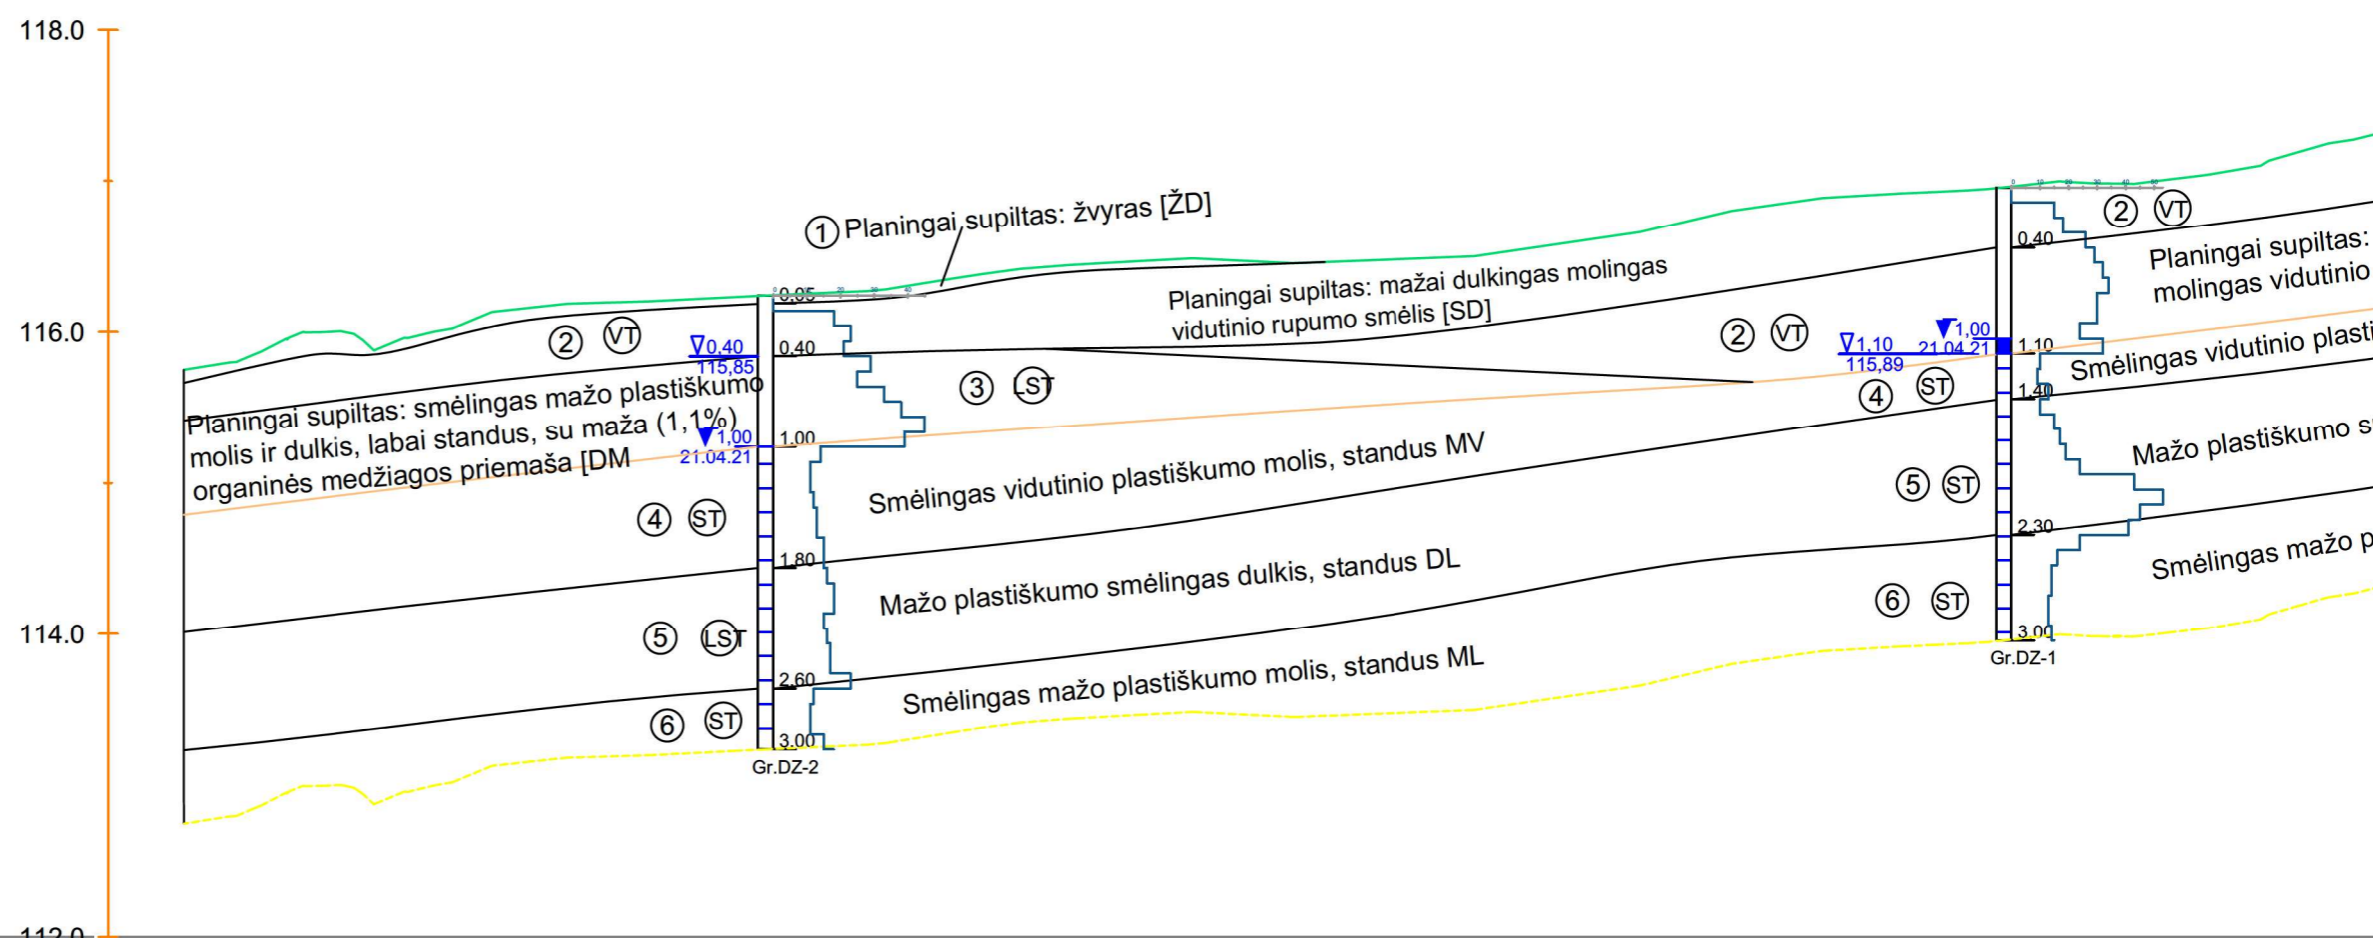 118.0
116.0
114.0
112.0
① Planingai supiltas: žvyras [ŽD]
② VT
Planingai supiltas: mažai dulkingas molingas
vidutinio rupumo smėlis [SD]
② VT
② VT
Planingai supiltas:
molingas vidutinio
0,05
0,40
1,00
1,80
2,60
3,00
Gr.DZ-2
0,40
115,85
1,00
21.04.21
Planingai supiltas: smėlingas mažo plastiškumo
molis ir dulkis, labai standus, su maža (1,1%)
organinės medžiagos priemaša [DM
③ LST
④ ST
Smėlingas vidutinio plastiškumo molis, standus MV
④ ST
Smėlingas vidutinio plasti
⑤ LST
Mažo plastiškumo smėlingas dulkis, standus DL
⑤ ST
Mažo plastiškumo s
⑥ ST
Smėlingas mažo plastiškumo molis, standus ML
⑥ ST
Smėlingas mažo p
1,10
115,89
1,00
21.04.21
0,40
1,10
1,40
2,30
3,00
Gr.DZ-1